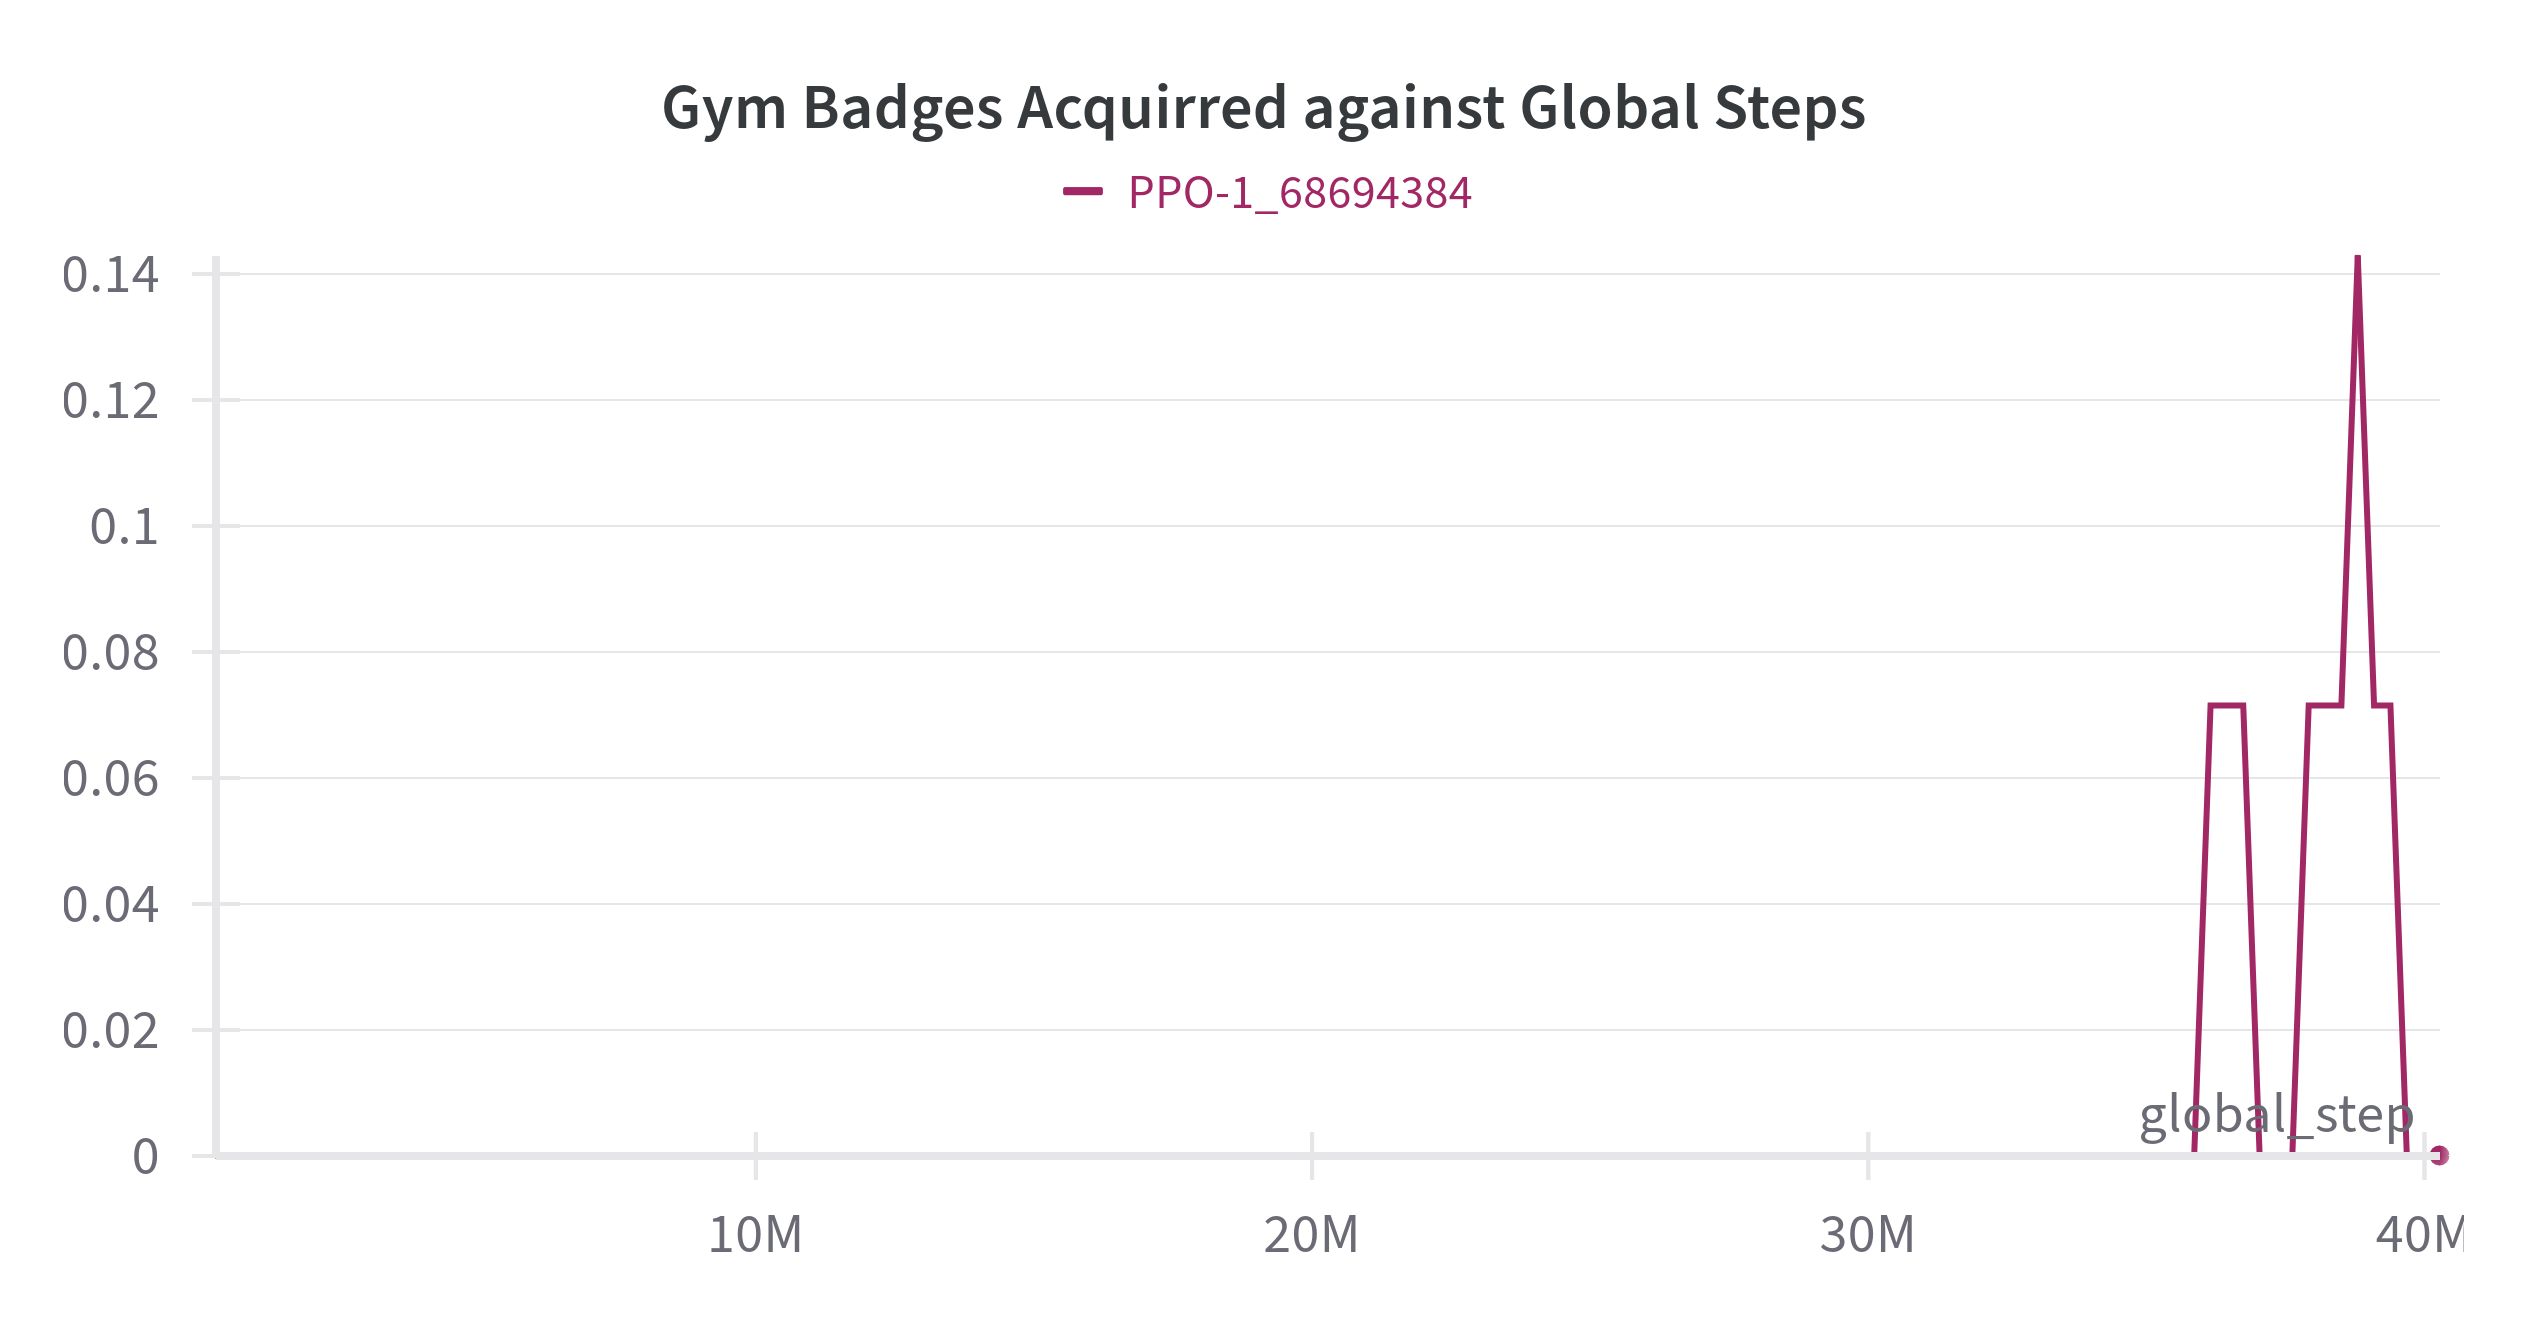 Gym Badges Acquirred against Global Steps
PPO-1_68694384
0.14
0.12
0.1
0.08
0.06
0.04
0.02
0
global_step
10M
20M
30M
40M